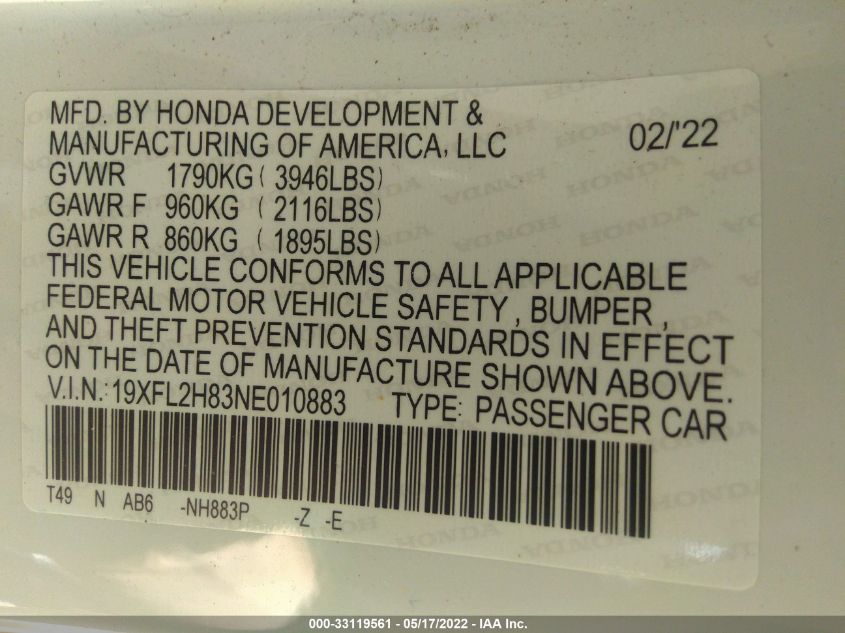 MFD. BY HONDA DEVELOPMENT &
MANUFACTURING OF AMERICA, LLC 02/'22
GVWR 1790KG ( 3946LBS)
GAWR F 960KG ( 2116LBS)
GAWR R 860KG ( 1895LBS)
THIS VEHICLE CONFORMS TO ALL APPLICABLE
FEDERAL MOTOR VEHICLE SAFETY , BUMPER ,
AND THEFT PREVENTION STANDARDS IN EFFECT
ON THE DATE OF MANUFACTURE SHOWN ABOVE.
V.I.N.: 19XFL2H83NE010883 TYPE: PASSENGER CAR
T49 N AB6 -NH883P -Z -E
000-33119561 - 05/17/2022 - IAA Inc.